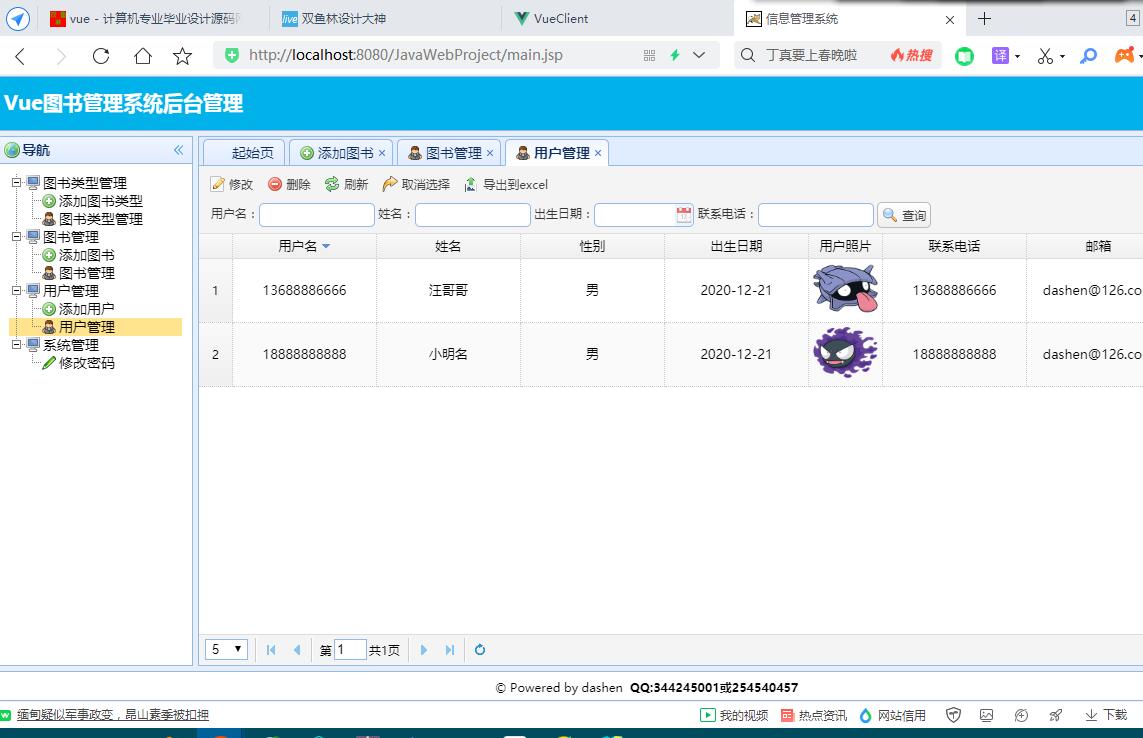 vue - 计算机专业毕业设计源码 live 双鱼林设计大神 VueClient 信息管理系统 4
http://localhost:8080/JavaWebProject/main.jsp 丁真要上春晚啦 热搜 译
Vue图书管理系统后台管理
导航
图书类型管理
添加图书类型
图书类型管理
图书管理
添加图书
图书管理
用户管理
添加用户
用户管理
系统管理
修改密码
起始页 添加图书 图书管理 用户管理
修改 删除 刷新 取消选择 导出到excel
用户名： 姓名： 出生日期： 联系电话： 查询
用户名 姓名 性别 出生日期 用户照片 联系电话 邮箱
1 13688886666 汪哥哥 男 2020-12-21 13688886666 dashen@126.co
2 18888888888 小明名 男 2020-12-21 18888888888 dashen@126.co
5 第 1 共1页
© Powered by dashen QQ:344245001或254540457
缅甸疑似军事政变，昂山素季被扣押 我的视频 热点资讯 网站信用 下载